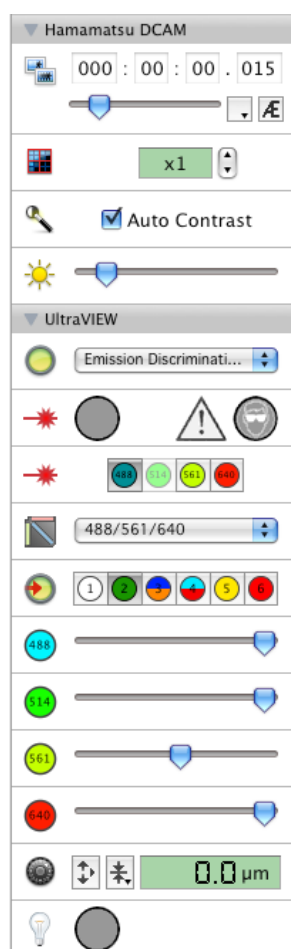 Hamamatsu DCAM
000 : 00 : 00 . 015
Æ
x1
Auto Contrast
UltraVIEW
Emission Discriminati...
488 514 561 640
488/561/640
1 2 3 4 5 6
488
514
561
640
0.0 µm